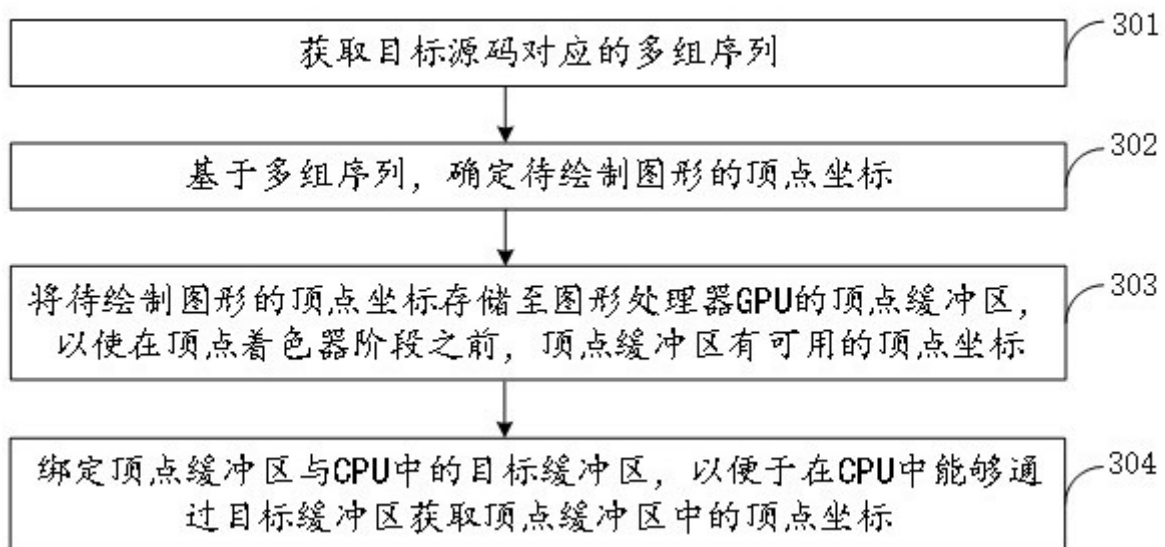 获取目标源码对应的多组序列
301
基于多组序列，确定待绘制图形的顶点坐标
302
将待绘制图形的顶点坐标存储至图形处理器GPU的顶点缓冲区，
以使在顶点着色器阶段之前，顶点缓冲区有可用的顶点坐标
303
绑定顶点缓冲区与CPU中的目标缓冲区，以便于在CPU中能够通
过目标缓冲区获取顶点缓冲区中的顶点坐标
304